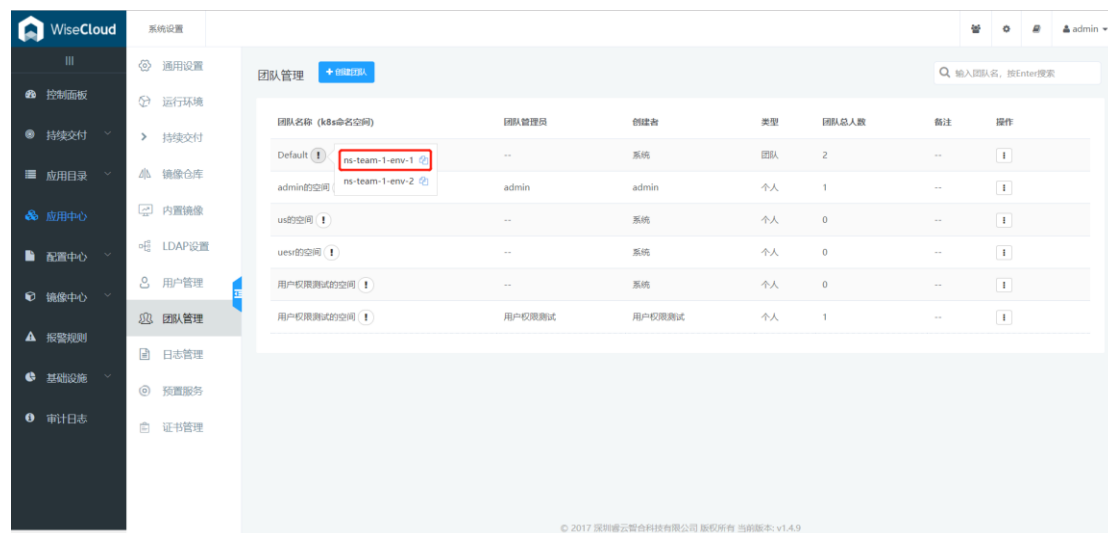 WiseCloud
系统设置
admin
控制面板
持续交付
应用目录
应用中心
配置中心
镜像中心
报警规则
基础设施
审计日志
通用设置
运行环境
持续交付
镜像仓库
内置镜像
LDAP设置
用户管理
团队管理
日志管理
预置服务
证书管理
团队管理 + 创建团队 输入团队名，按Enter搜索
团队名称 (k8s命名空间) 团队管理员 创建者 类型 团队总人数 备注 操作
Default -- 系统 团队 2 --
ns-team-1-env-1
ns-team-1-env-2
admin的空间 admin admin 个人 1 --
us的空间 -- 系统 个人 0 --
uesr的空间 -- 系统 个人 0 --
用户权限测试的空间 -- 系统 个人 0 --
用户权限测试的空间 用户权限测试 用户权限测试 个人 1 --
© 2017 深圳睿云智合科技有限公司 版权所有 当前版本: v1.4.9